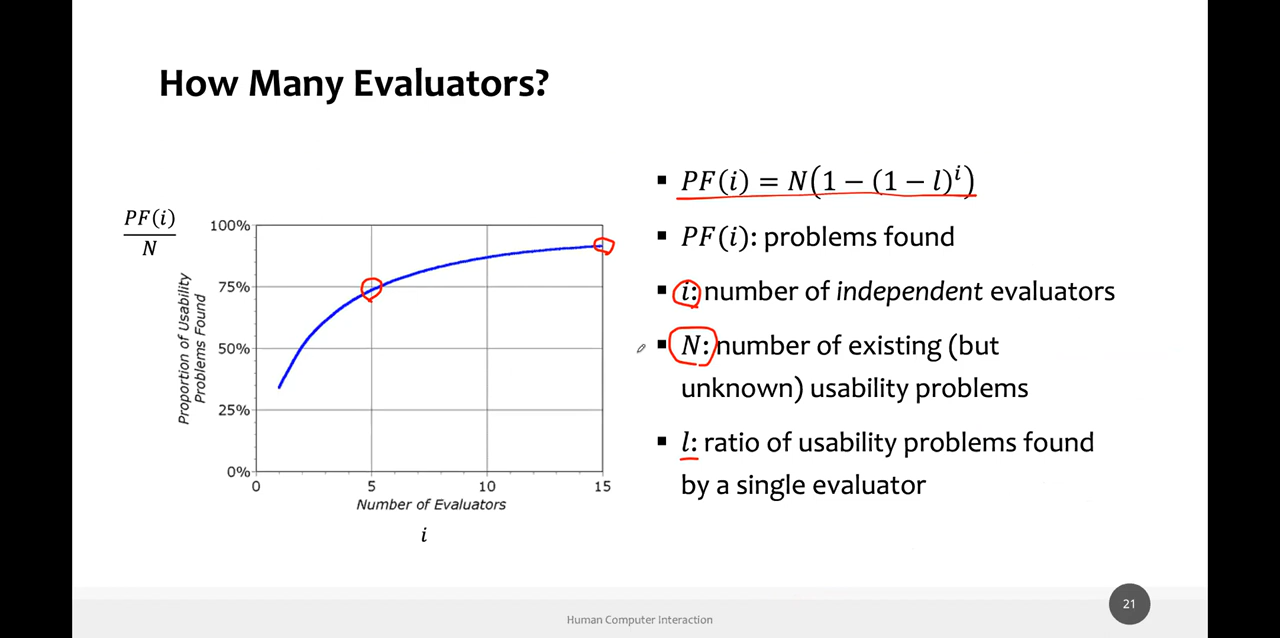 How Many Evaluators?
PF(i)
N
Proportion of Usability
Problems Found
100%
75%
50%
25%
0%
0 5 10 15
Number of Evaluators
i
▪ PF(i) = N(1 − (1 − l)^i)
▪ PF(i): problems found
▪ i: number of independent evaluators
▪ N: number of existing (but
unknown) usability problems
▪ l: ratio of usability problems found
by a single evaluator
Human Computer Interaction
21